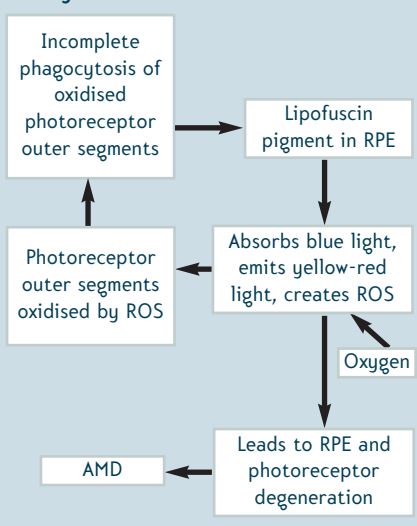 Incomplete
phagocytosis of
oxidised
photoreceptor
outer segments
Lipofuscin
pigment in RPE
Absorbs blue light,
emits yellow-red
light, creates ROS
Photoreceptor
outer segments
oxidised by ROS
Oxygen
Leads to RPE and
photoreceptor
degeneration
AMD